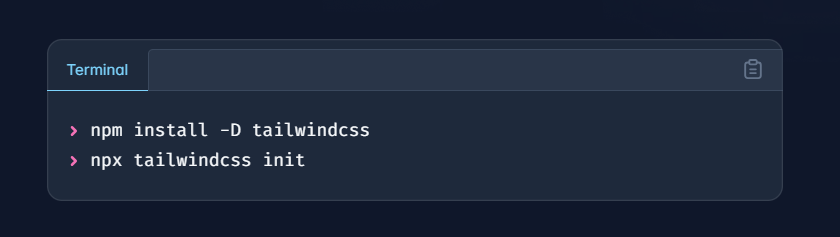 Terminal
› npm install -D tailwindcss
› npx tailwindcss init